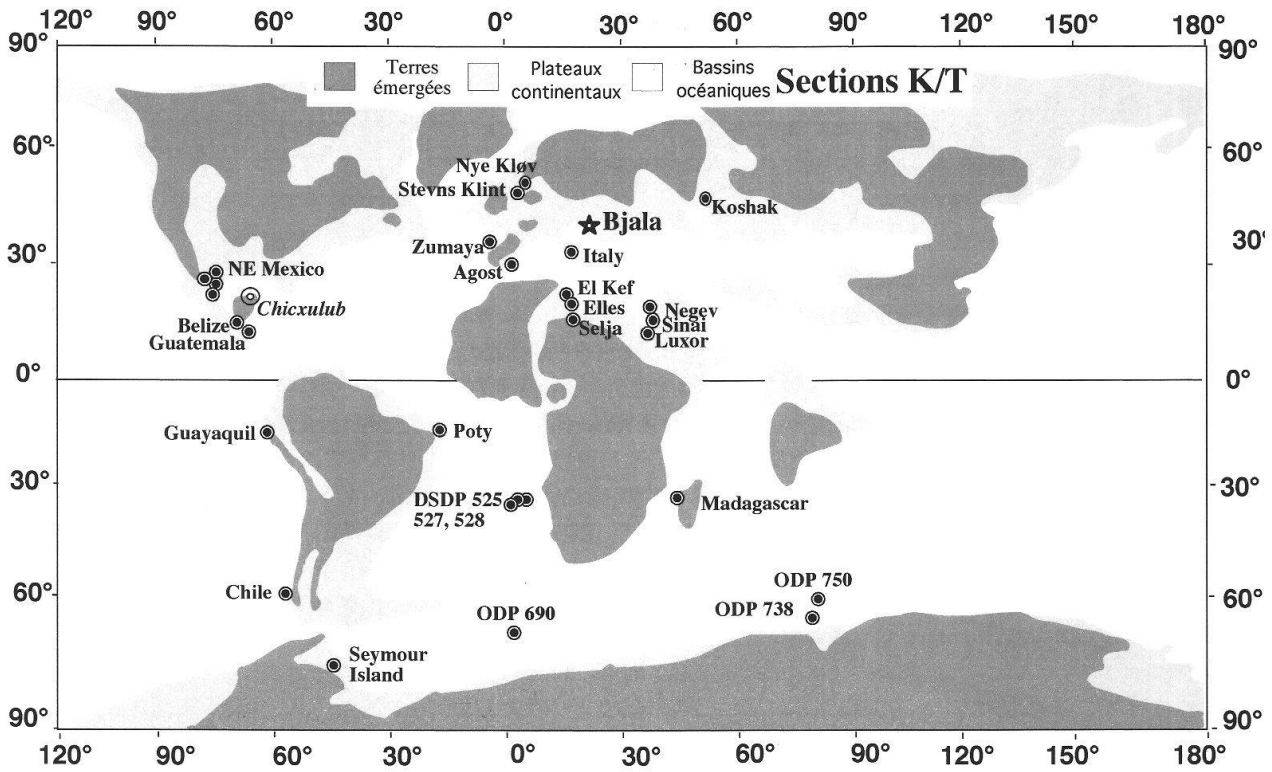 120° 90° 60° 30° 0° 30° 60° 90° 120° 150° 180°
90° 90°
Terres
émergées
Plateaux
continentaux
Bassins
océaniques
Sections K/T
60° 60°
Nye Kløv
Stevns Klint
Koshak
Bjala
30° 30°
Zumaya
Italy
Agost
NE Mexico
El Kef
Chicxulub
Elles
Negev
Belize
Selja
Sinai
Guatemala
Luxor
0° 0°
Guayaquil
Poty
30° 30°
DSDP 525
527, 528
Madagascar
60° 60°
Chile
ODP 750
ODP 690
ODP 738
Seymour
Island
90° 90°
120° 90° 60° 30° 0° 30° 60° 90° 120° 150° 180°